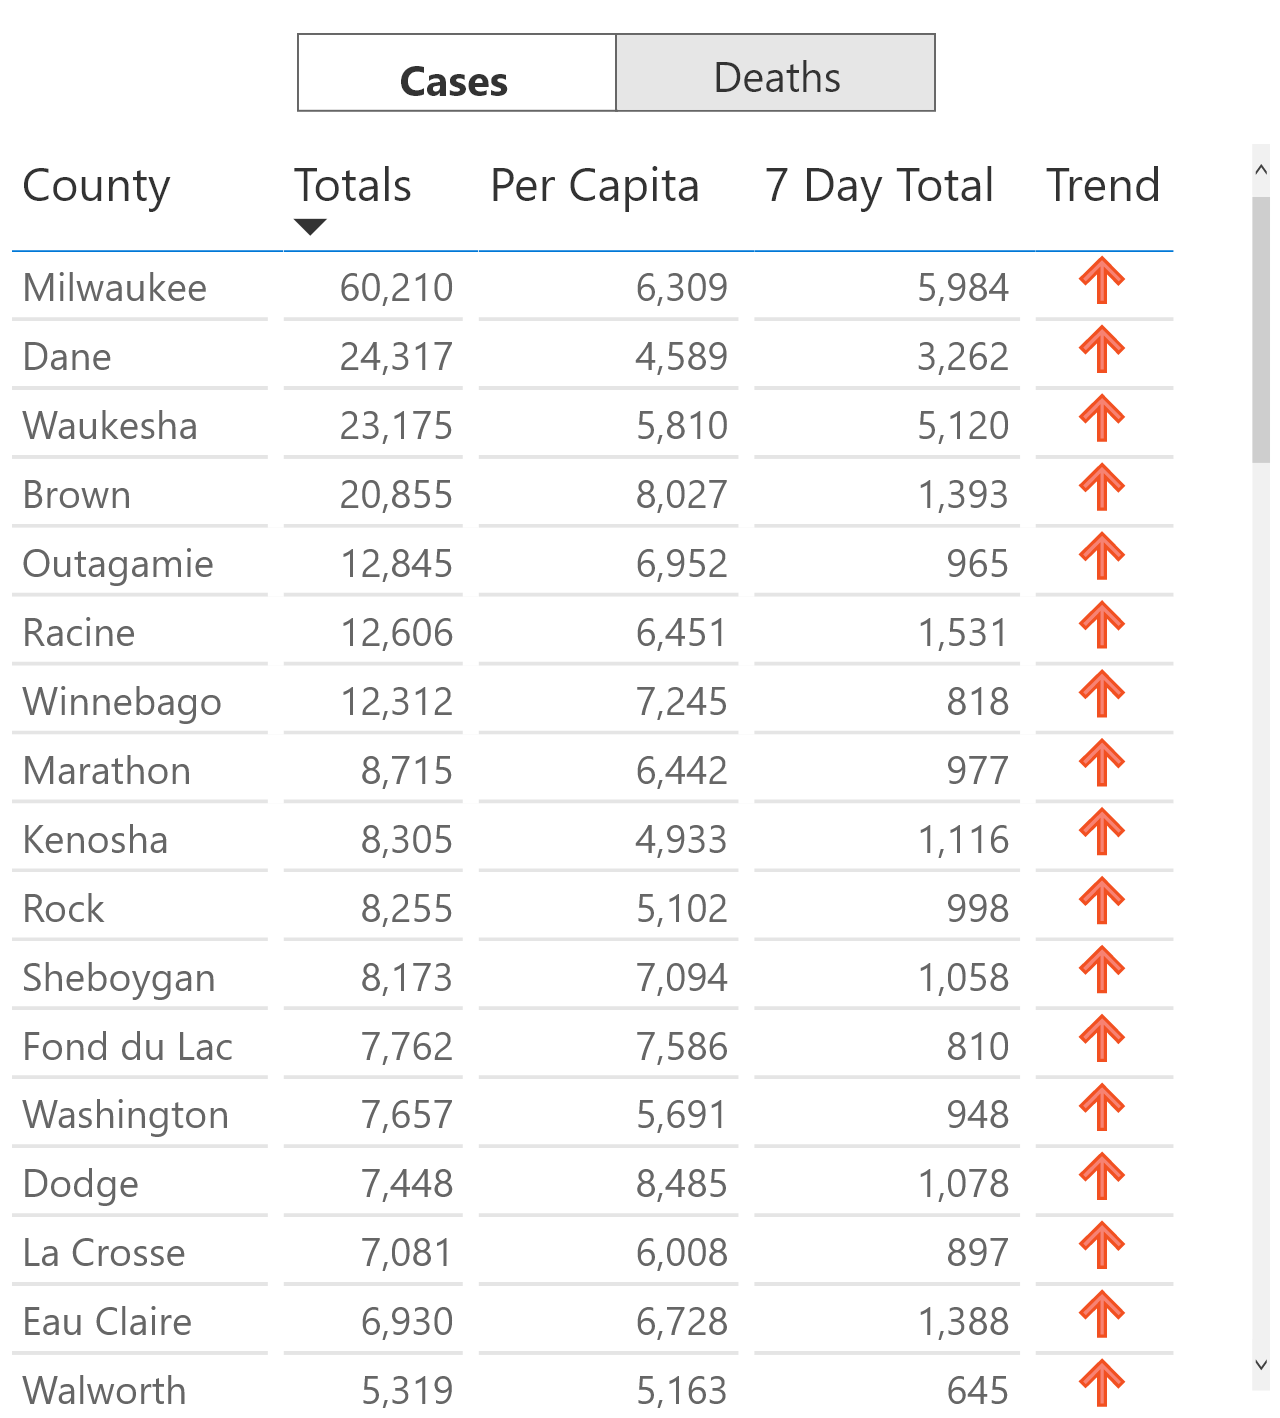 Cases Deaths
County Totals Per Capita 7 Day Total Trend
Milwaukee 60,210 6,309 5,984
Dane 24,317 4,589 3,262
Waukesha 23,175 5,810 5,120
Brown 20,855 8,027 1,393
Outagamie 12,845 6,952 965
Racine 12,606 6,451 1,531
Winnebago 12,312 7,245 818
Marathon 8,715 6,442 977
Kenosha 8,305 4,933 1,116
Rock 8,255 5,102 998
Sheboygan 8,173 7,094 1,058
Fond du Lac 7,762 7,586 810
Washington 7,657 5,691 948
Dodge 7,448 8,485 1,078
La Crosse 7,081 6,008 897
Eau Claire 6,930 6,728 1,388
Walworth 5,319 5,163 645